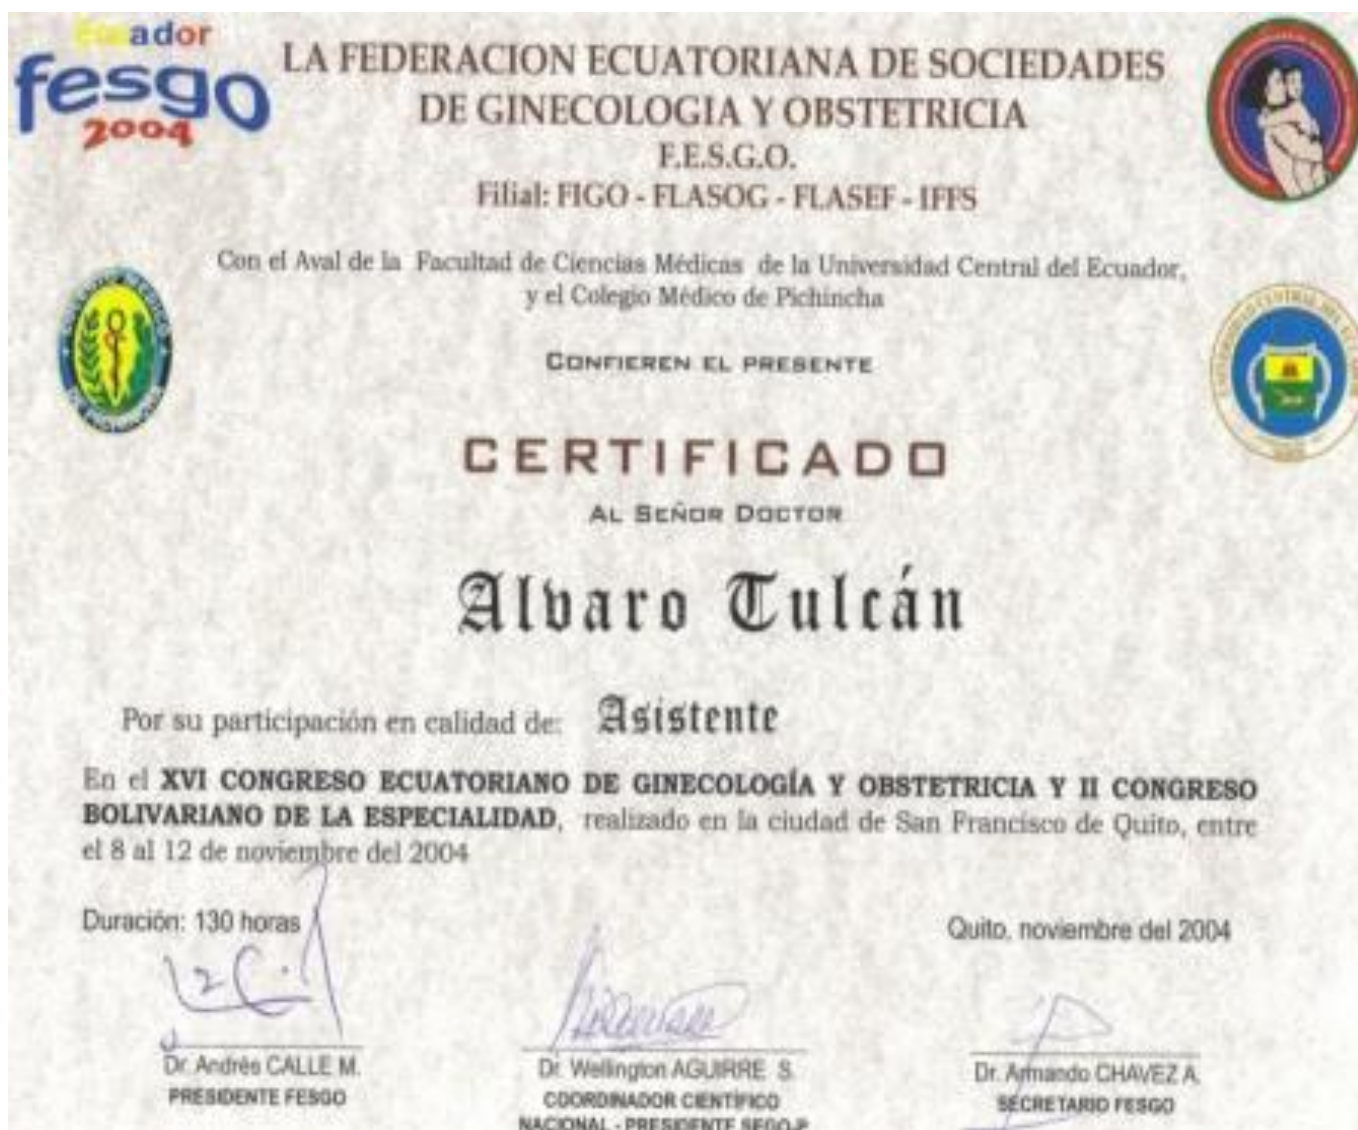 Ecuador
fesgo
2004
LA FEDERACION ECUATORIANA DE SOCIEDADES
DE GINECOLOGIA Y OBSTETRICIA
F.E.S.G.O.
Filial: FIGO - FLASOG - FLASEF - IFFS
Con el Aval de la Facultad de Ciencias Médicas de la Universidad Central del Ecuador,
y el Colegio Médico de Pichincha
CONFIEREN EL PRESENTE
CERTIFICADO
AL SEÑOR DOCTOR
Alvaro Tulcán
Por su participación en calidad de: Asistente
En el XVI CONGRESO ECUATORIANO DE GINECOLOGÍA Y OBSTETRICIA Y II CONGRESO
BOLIVARIANO DE LA ESPECIALIDAD, realizado en la ciudad de San Francisco de Quito, entre
el 8 al 12 de noviembre del 2004
Duración: 130 horas
Quito, noviembre del 2004
Dr. Andrés CALLE M.
PRESIDENTE FESGO
Dr. Wellington AGUIRRE S.
COORDINADOR CIENTÍFICO
NACIONAL - PRESIDENTE SEGO-P
Dr. Armando CHAVEZ A.
SECRETARIO FESGO